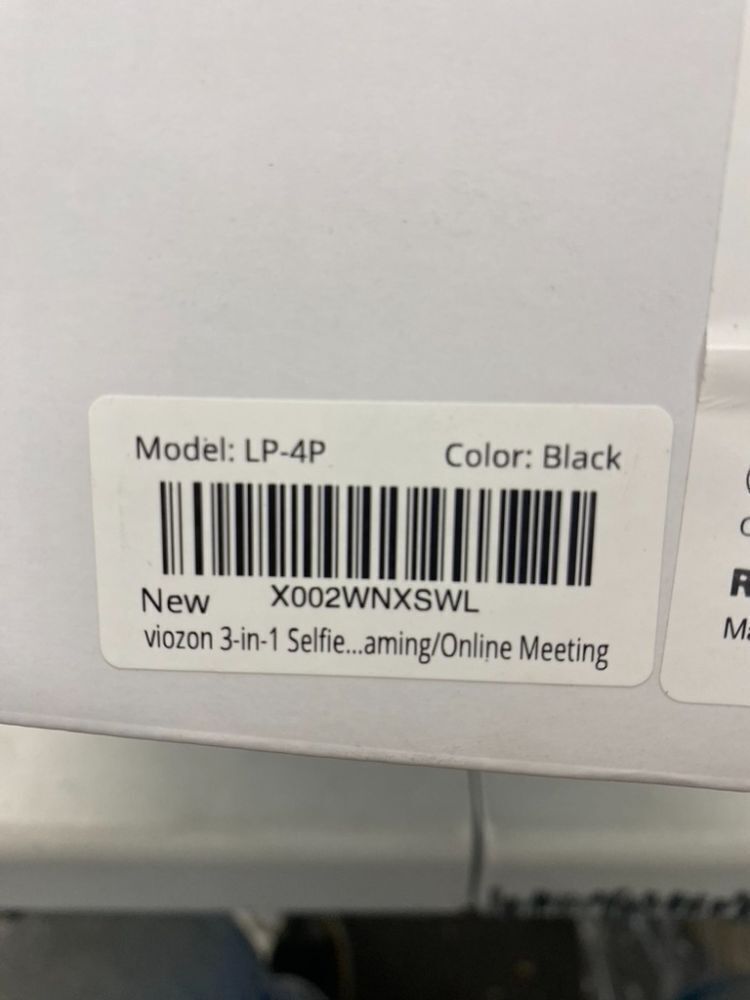 Model: LP-4P Color: Black
New X002WNXSWL
viozon 3-in-1 Selfie...aming/Online Meeting
R